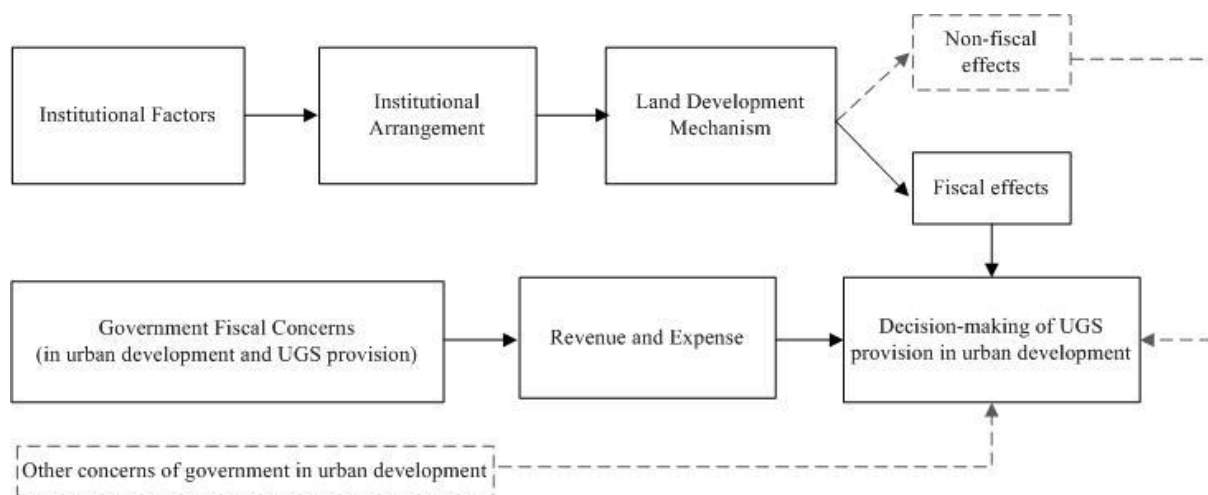 Non-fiscal
effects
Institutional Factors
Institutional
Arrangement
Land Development
Mechanism
Fiscal effects
Government Fiscal Concerns
(in urban development and UGS provision)
Revenue and Expense
Decision-making of UGS
provision in urban development
Other concerns of government in urban development